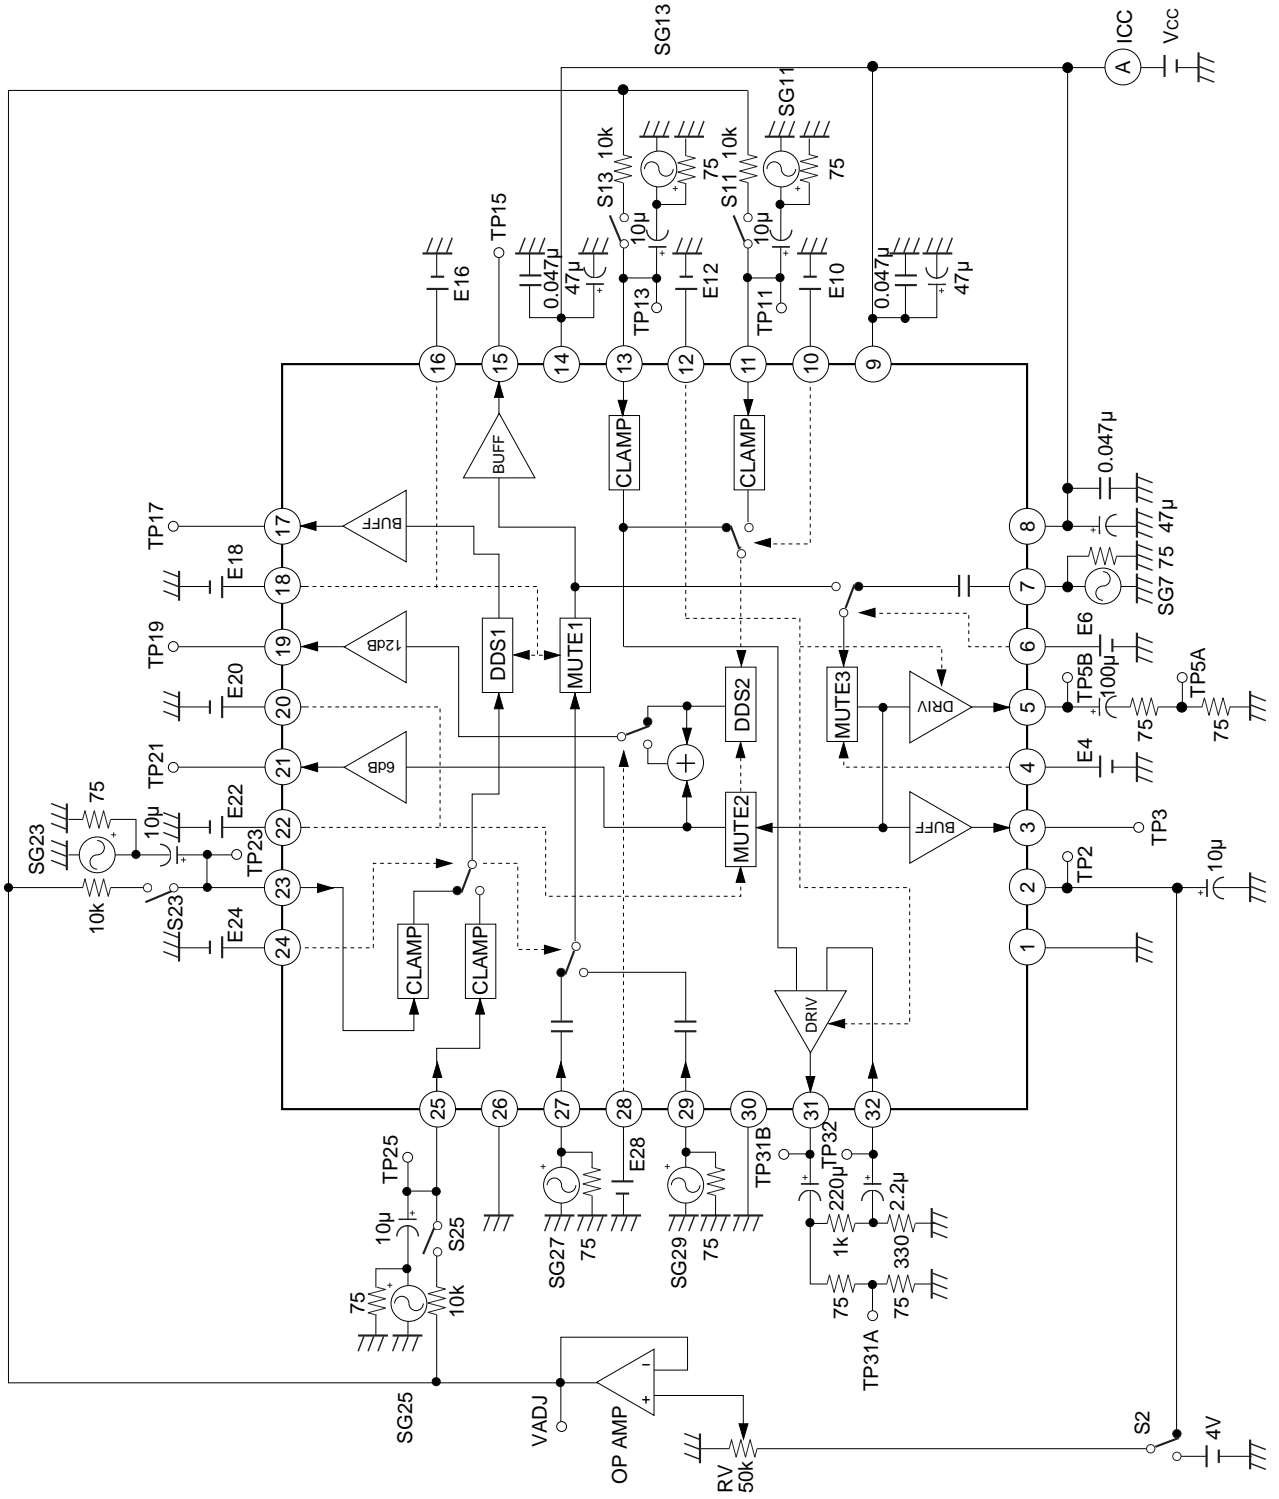 SG13
ICC
A
Vcc
SG11
S13
10k
75
10µ
TP13
S11
10k
75
10µ
TP11
TP15
E16
0.047µ
47µ
E12
E10
0.047µ
47µ
16
15
14
13
12
11
10
9
CLAMP
CLAMP
BUFF
TP17
17
BUFF
E18
18
TP19
19
12dB
E20
20
TP21
21
6dB
E22
22
SG23
75
10µ
TP23
23
10k
S23
E24
24
DDS1
MUTE1
DDS2
MUTE2
MUTE3
DRIV
BUFF
CLAMP
CLAMP
DRIV
8
47µ
0.047µ
7
SG7
75
6
E6
5
TP5B
100µ
75
TP5A
75
4
E4
3
TP3
2
TP2
10µ
1
25
26
27
28
29
30
31
32
TP25
10µ
S25
75
10k
SG25
SG27
75
E28
SG29
75
TP31B
TP32
220µ
2.2µ
1k
330
75
75
TP31A
VADJ
OP AMP
+
−
RV
50k
S2
4V